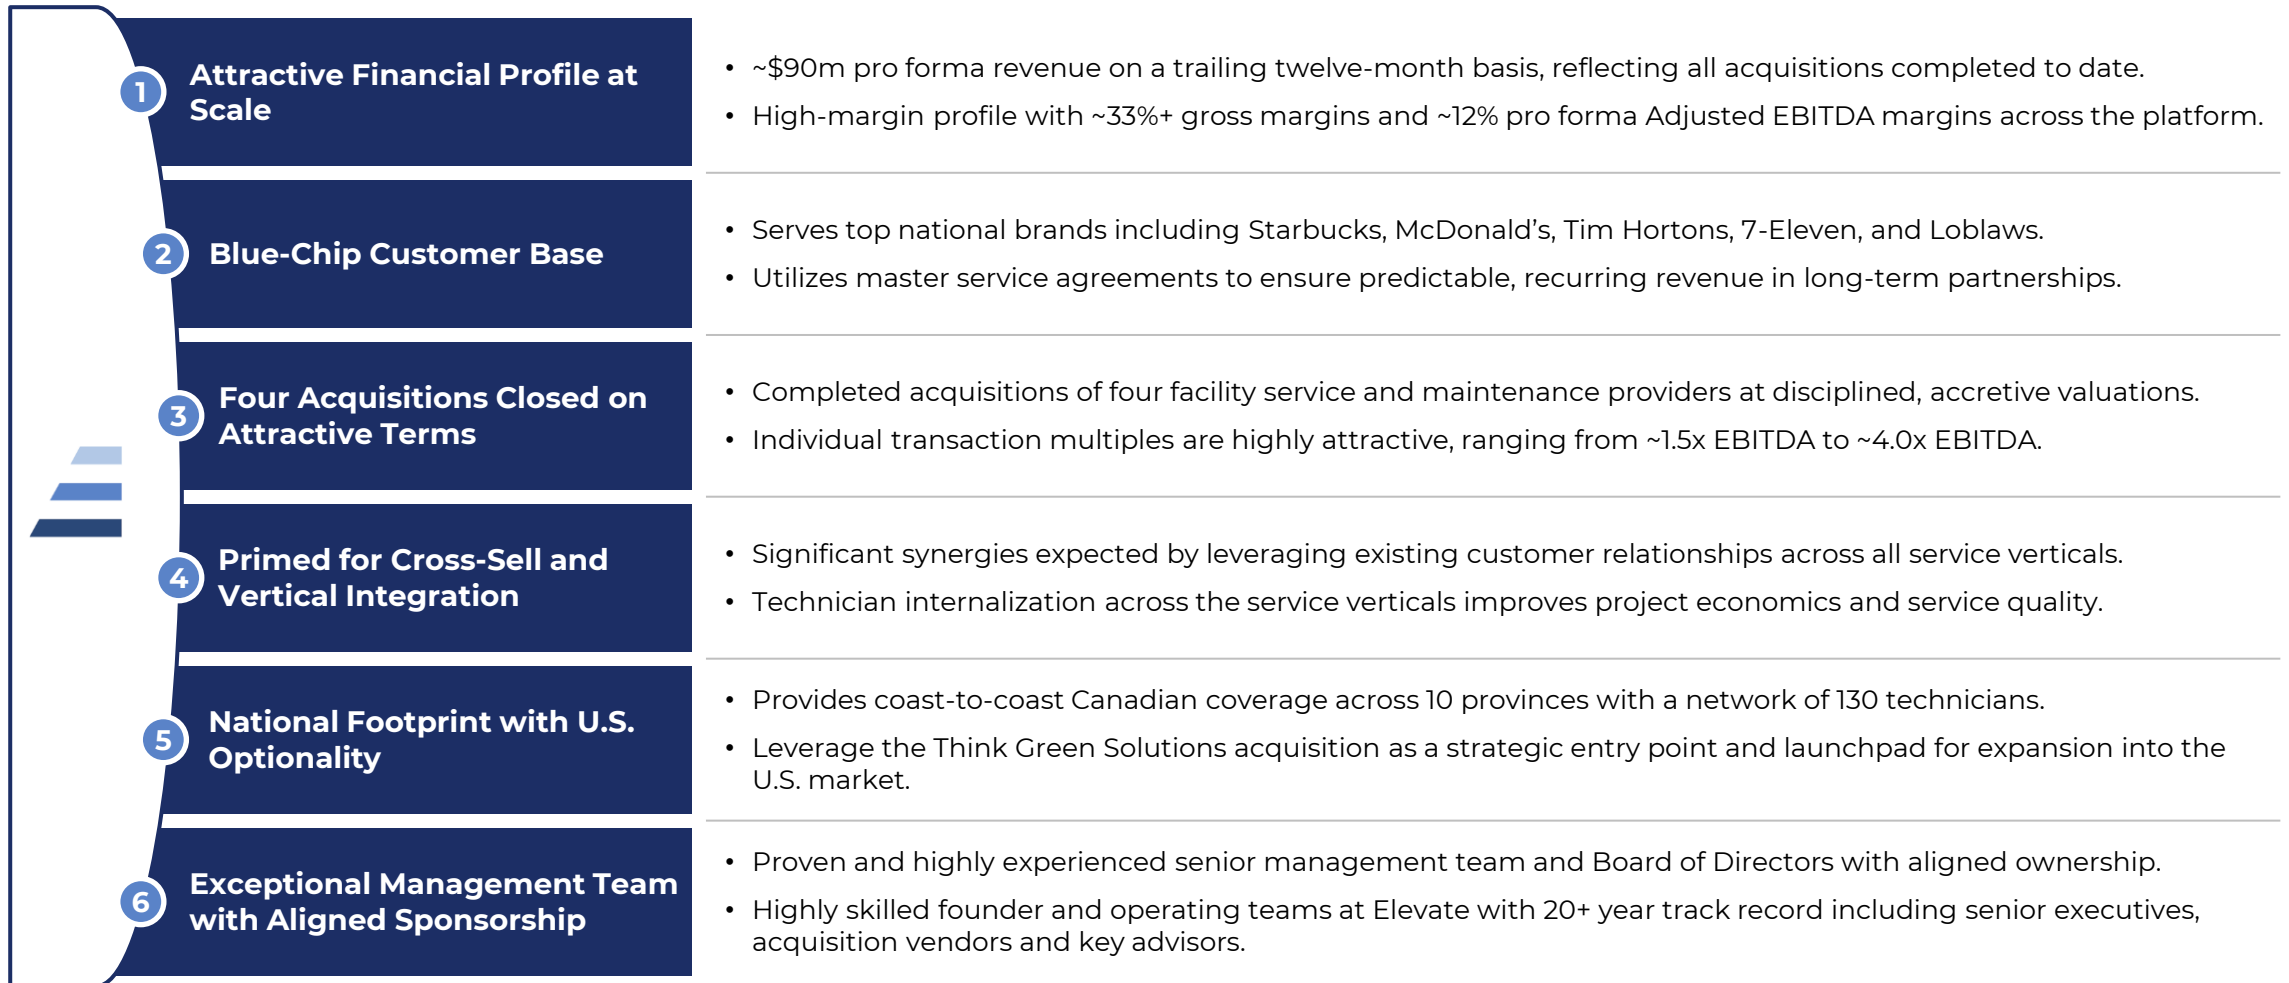 1
Attractive Financial Profile at
Scale
• ~$90m pro forma revenue on a trailing twelve-month basis, reflecting all acquisitions completed to date.
• High-margin profile with ~33%+ gross margins and ~12% pro forma Adjusted EBITDA margins across the platform.
2
Blue-Chip Customer Base
• Serves top national brands including Starbucks, McDonald’s, Tim Hortons, 7-Eleven, and Loblaws.
• Utilizes master service agreements to ensure predictable, recurring revenue in long-term partnerships.
3
Four Acquisitions Closed on
Attractive Terms
• Completed acquisitions of four facility service and maintenance providers at disciplined, accretive valuations.
• Individual transaction multiples are highly attractive, ranging from ~1.5x EBITDA to ~4.0x EBITDA.
4
Primed for Cross-Sell and
Vertical Integration
• Significant synergies expected by leveraging existing customer relationships across all service verticals.
• Technician internalization across the service verticals improves project economics and service quality.
5
National Footprint with U.S.
Optionality
• Provides coast-to-coast Canadian coverage across 10 provinces with a network of 130 technicians.
• Leverage the Think Green Solutions acquisition as a strategic entry point and launchpad for expansion into the
U.S. market.
6
Exceptional Management Team
with Aligned Sponsorship
• Proven and highly experienced senior management team and Board of Directors with aligned ownership.
• Highly skilled founder and operating teams at Elevate with 20+ year track record including senior executives,
acquisition vendors and key advisors.